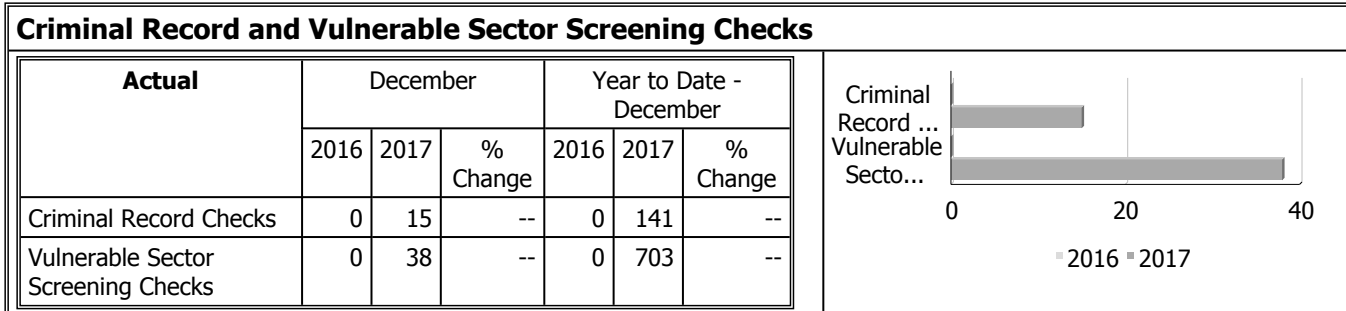 Criminal Record and Vulnerable Sector Screening Checks
Actual December Year to Date -
December
2016 2017 % Change 2016 2017 % Change
Criminal Record Checks 0 15 -- 0 141 --
Vulnerable Sector
Screening Checks 0 38 -- 0 703 --
Criminal
Record ...
Vulnerable
Secto...
0 20 40
2016 2017